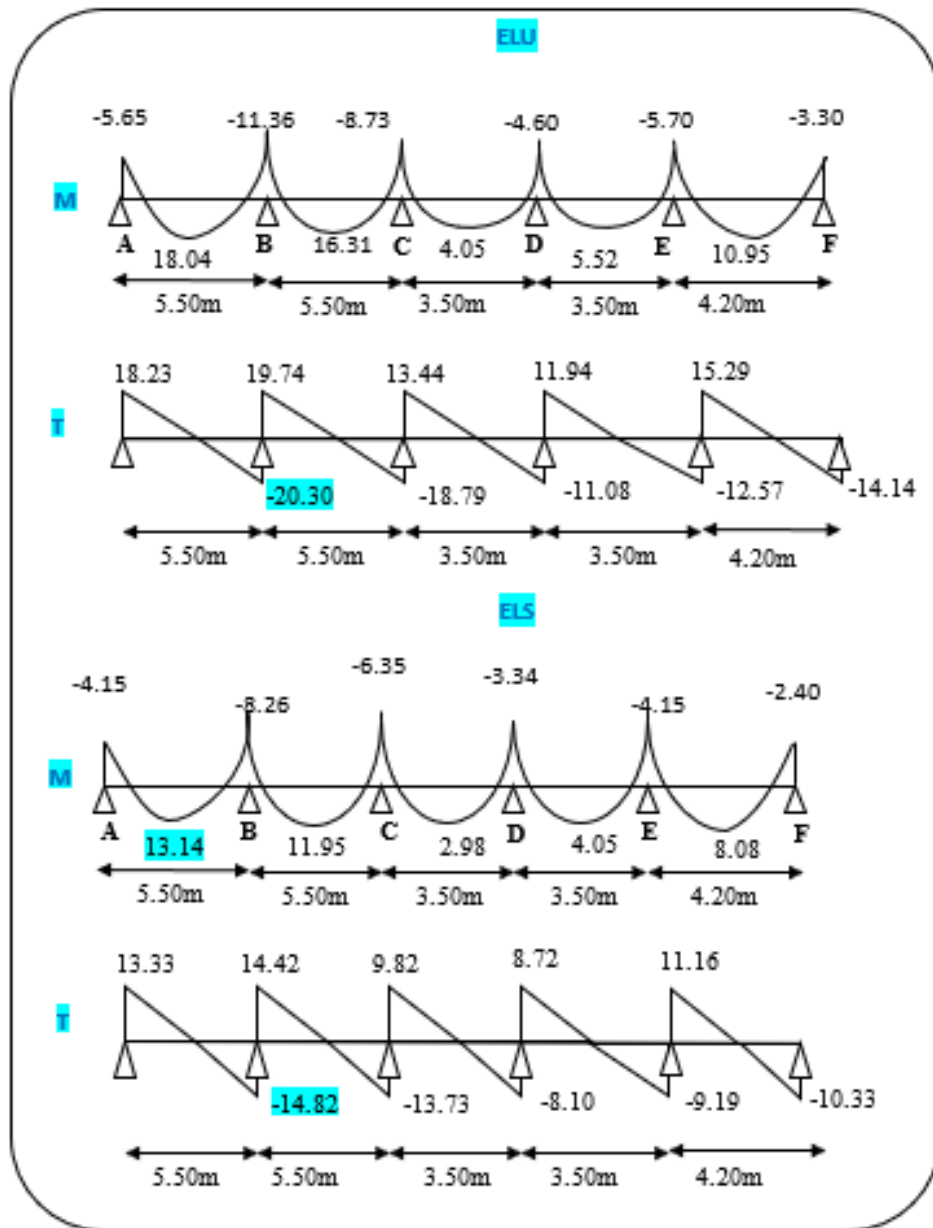 ELU
-5.65 -11.36 -8.73 -4.60 -5.70 -3.30
M
A B C D E F
18.04 16.31 4.05 5.52 10.95
5.50m 5.50m 3.50m 3.50m 4.20m
18.23 19.74 13.44 11.94 15.29
T
-20.30 -18.79 -11.08 -12.57 -14.14
5.50m 5.50m 3.50m 3.50m 4.20m
ELS
-4.15 -8.26 -6.35 -3.34 -4.15 -2.40
M
A B C D E F
13.14 11.95 2.98 4.05 8.08
5.50m 5.50m 3.50m 3.50m 4.20m
13.33 14.42 9.82 8.72 11.16
T
-14.82 -13.73 -8.10 -9.19 -10.33
5.50m 5.50m 3.50m 3.50m 4.20m